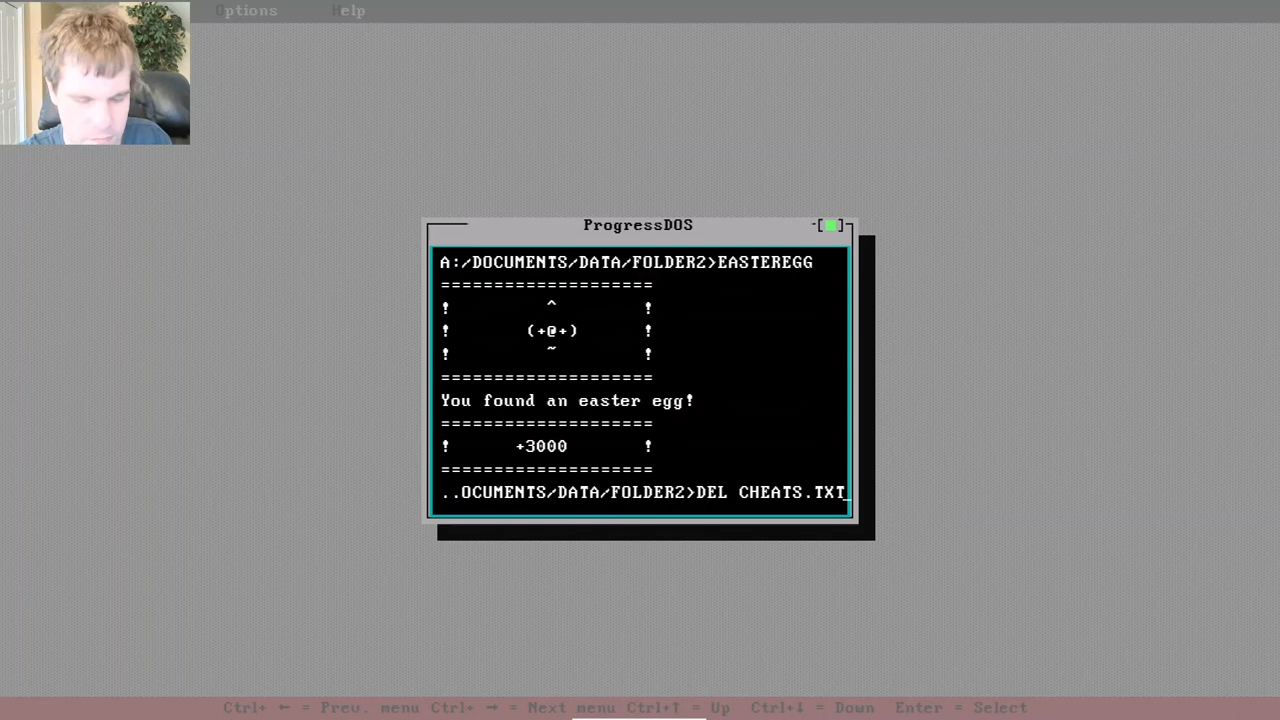 Options Help
ProgressDOS -[■]
A:/DOCUMENTS/DATA/FOLDER2>EASTEREGG
====================
! ^ !
! (+@+) !
! ~ !
====================
You found an easter egg!
====================
! +3000 !
====================
..OCUMENTS/DATA/FOLDER2>DEL CHEATS.TXT_
Ctrl+ ← = Prev. menu Ctrl+ → = Next menu Ctrl+↑ = Up Ctrl+↓ = Down Enter = Select